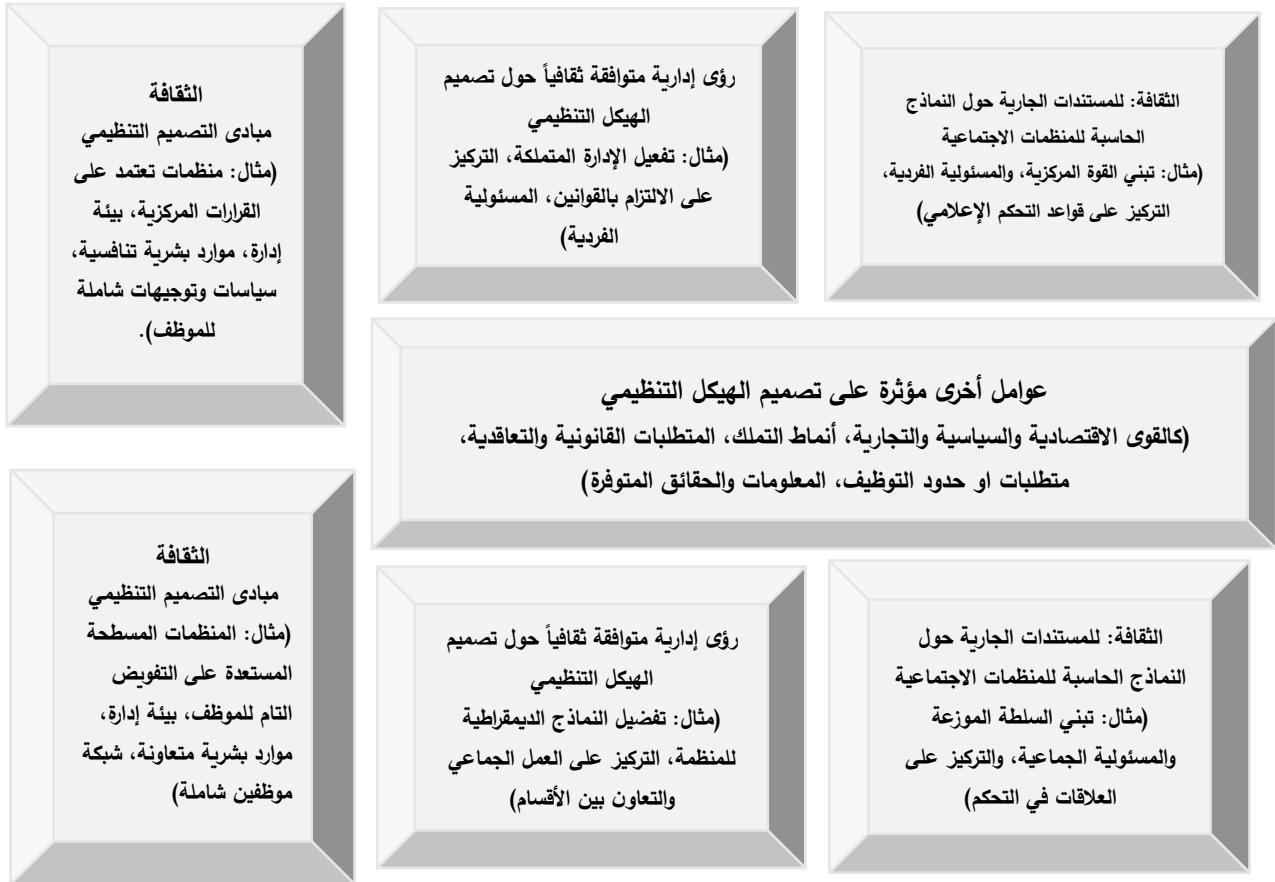 الثقافة: للمستندات الجارية حول النماذج
الحاسبة للمنظمات الاجتماعية
(مثال: تبني القوة المركزية، والمسئولية الفردية،
التركيز على قواعد التحكم الإعلامي)
رؤى إدارية متوافقة ثقافياً حول تصميم
الهيكل التنظيمي
(مثال: تفعيل الإدارة المتملكة، التركيز
على الالتزام بالقوانين، المسئولية
الفردية)
الثقافة
مبادى التصميم التنظيمي
(مثال: منظمات تعتمد على
القرارات المركزية، بيئة
إدارة، موارد بشرية تنافسية،
سياسات وتوجيهات شاملة
للموظف).
عوامل أخرى مؤثرة على تصميم الهيكل التنظيمي
(كالقوى الاقتصادية والسياسية والتجارية، أنماط التملك، المتطلبات القانونية والتعاقدية،
متطلبات او حدود التوظيف، المعلومات والحقائق المتوفرة)
الثقافة: للمستندات الجارية حول
النماذج الحاسبة للمنظمات الاجتماعية
(مثال: تبني السلطة الموزعة
والمسئولية الجماعية، والتركيز على
العلاقات في التحكم)
رؤى إدارية متوافقة ثقافياً حول تصميم
الهيكل التنظيمي
(مثال: تفضيل النماذج الديمقراطية
للمنظمة، التركيز على العمل الجماعي
والتعاون بين الأقسام)
الثقافة
مبادى التصميم التنظيمي
(مثال: المنظمات المسطحة
المستعدة على التفويض
التام للموظف، بيئة إدارة،
موارد بشرية متعاونة، شبكة
موظفين شاملة)